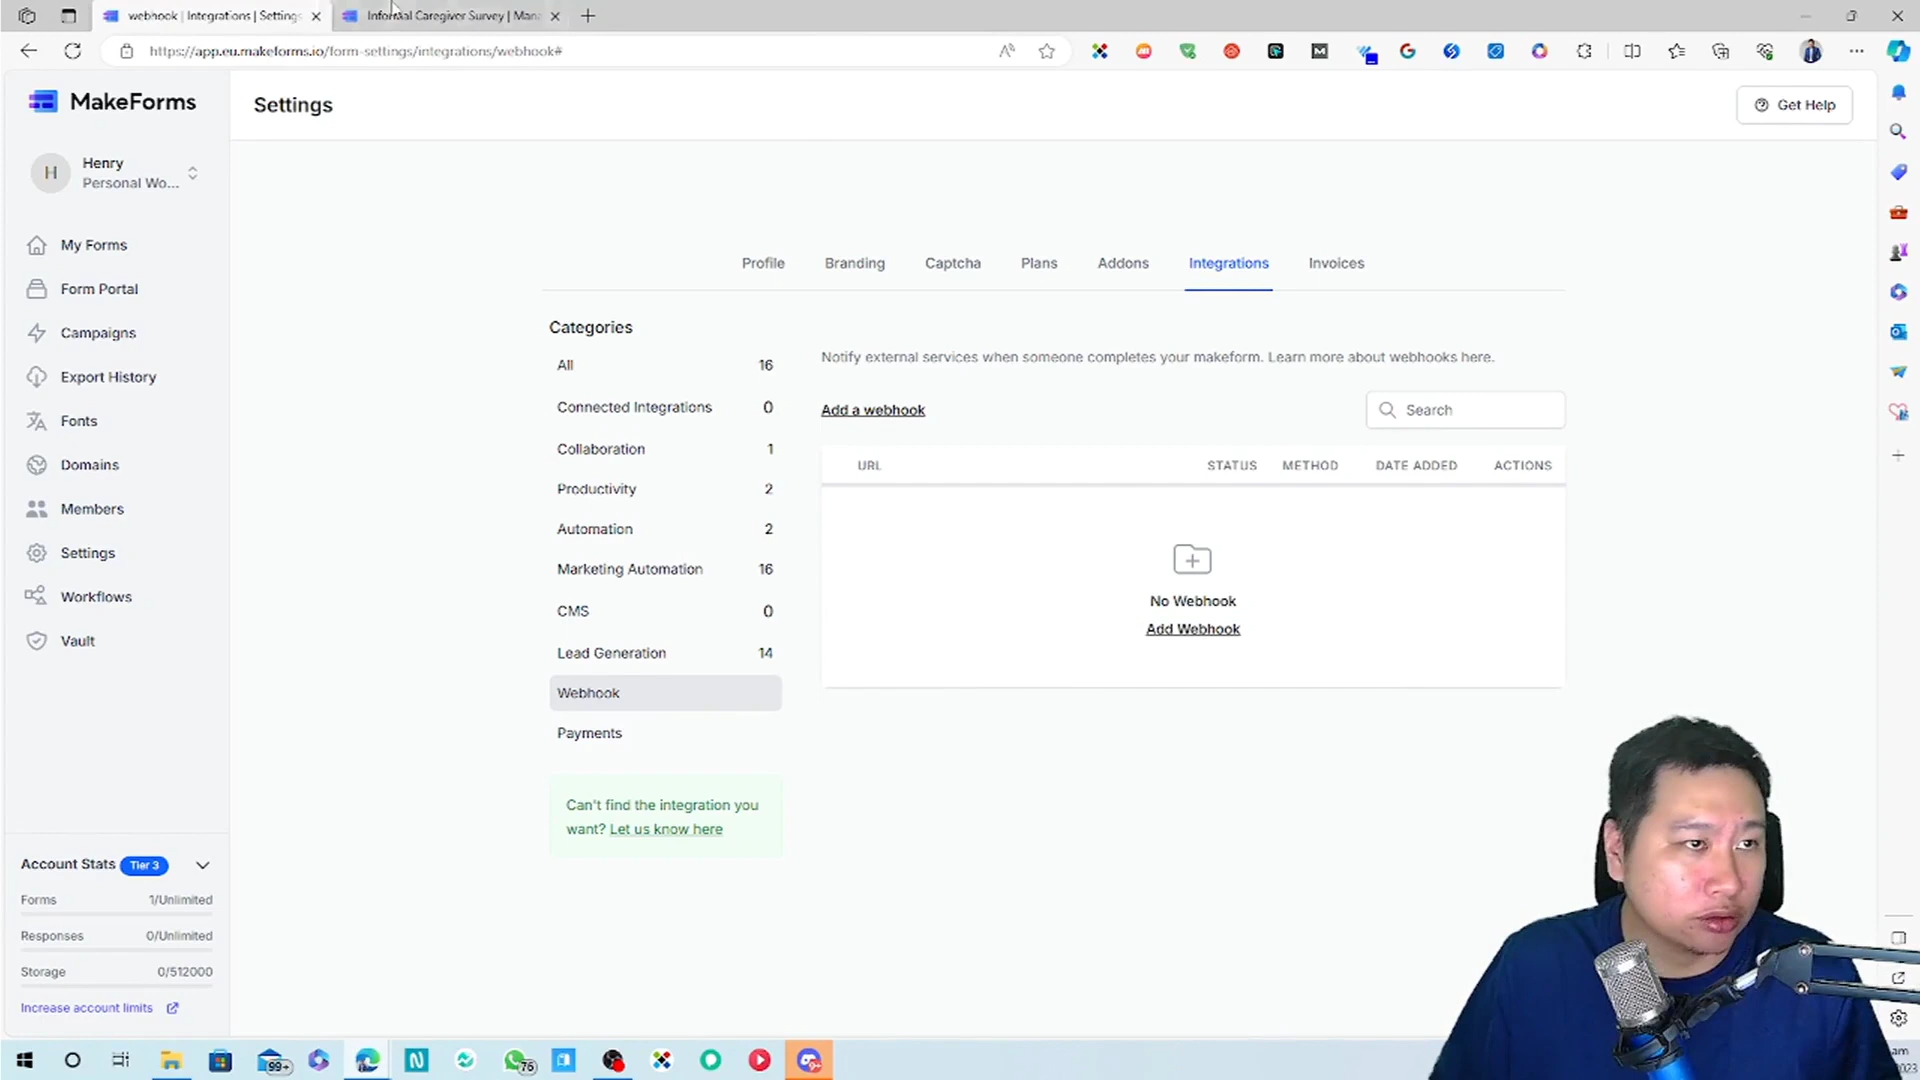 webhook | Integrations | Settings
Informal Caregiver Survey | Mana
https://app.eu.makeforms.io/form-settings/integrations/webhook#
MakeForms
Settings
Get Help
H
Henry
Personal Wo...
My Forms
Form Portal
Campaigns
Export History
Fonts
Domains
Members
Settings
Workflows
Vault
Profile
Branding
Captcha
Plans
Addons
Integrations
Invoices
Categories
All 16
Connected Integrations 0
Collaboration 1
Productivity 2
Automation 2
Marketing Automation 16
CMS 0
Lead Generation 14
Webhook
Payments
Can't find the integration you
want? Let us know here
Notify external services when someone completes your makeform. Learn more about webhooks here.
Add a webhook
Search
URL STATUS METHOD DATE ADDED ACTIONS
No Webhook
Add Webhook
Account Stats Tier 3
Forms 1/Unlimited
Responses 0/Unlimited
Storage 0/512000
Increase account limits
99+
76
am